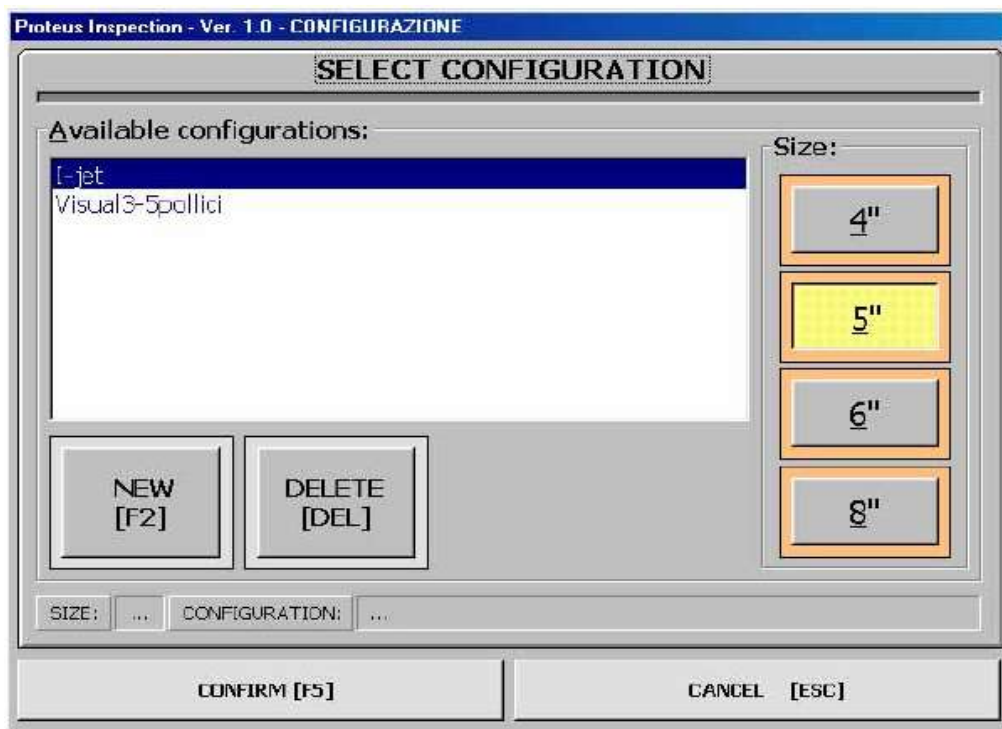 Proteus Inspection - Ver. 1.0 - CONFIGURAZIONE
SELECT CONFIGURATION
Available configurations:
I-jet
Visual3-5pollici
Size:
4"
5"
6"
8"
NEW
[F2]
DELETE
[DEL]
SIZE: ... CONFIGURATION: ...
CONFIRM [F5] CANCEL [ESC]